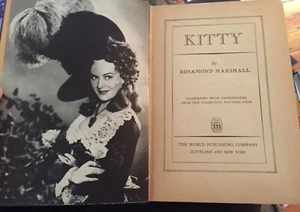 KITTY
By
ROSAMOND MARSHALL
ILLUSTRATED WITH PHOTOGRAPHS
FROM THE PARAMOUNT PICTURE FILM
THE WORLD PUBLISHING COMPANY
CLEVELAND AND NEW YORK